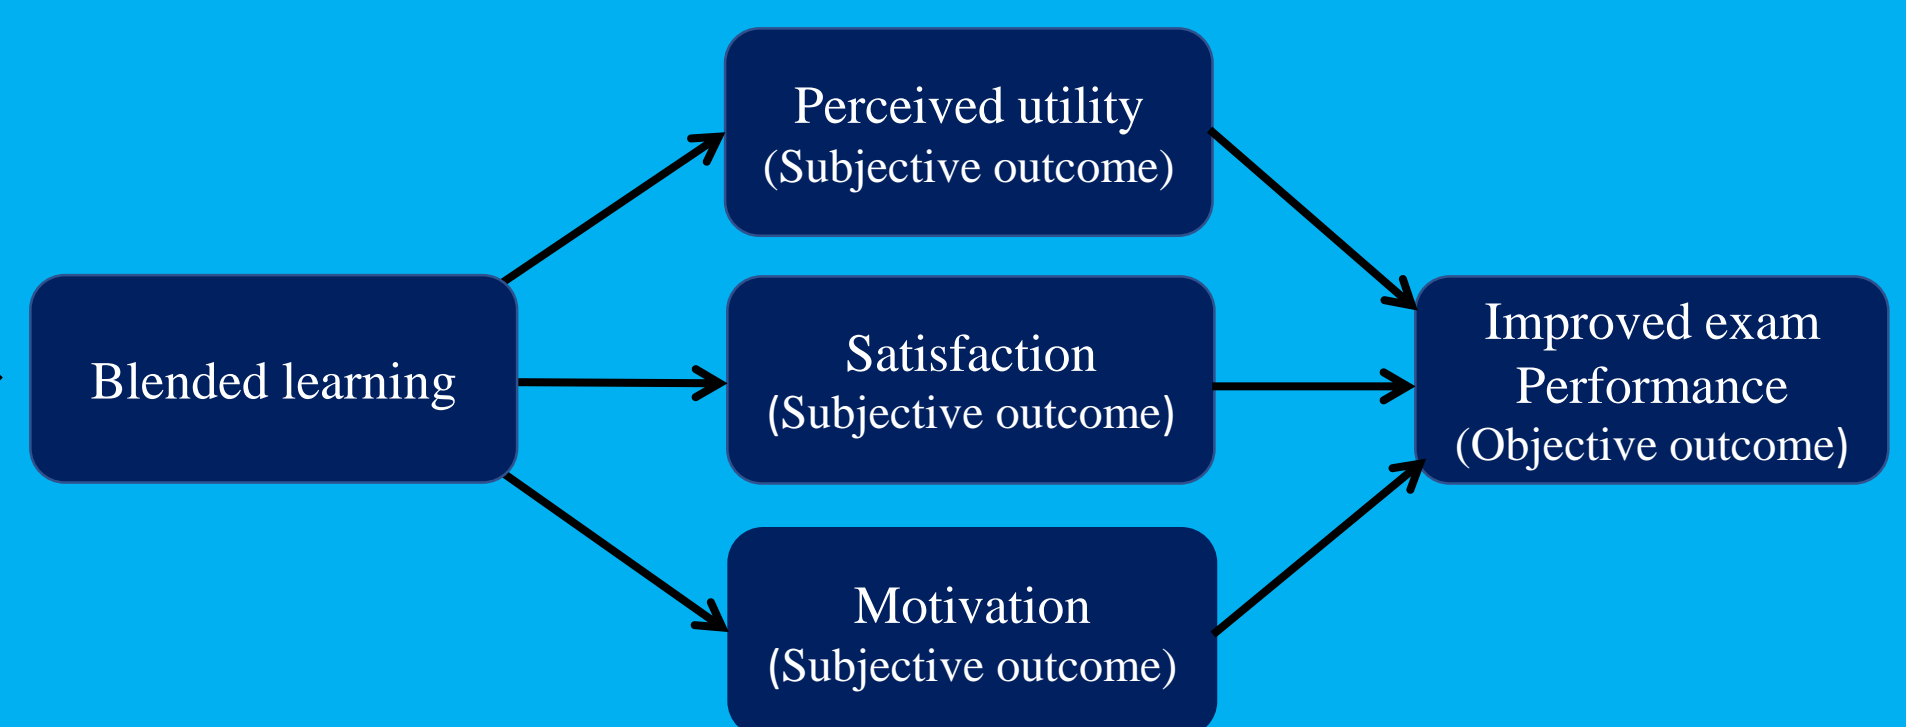 Blended learning
Perceived utility
(Subjective outcome)
Satisfaction
(Subjective outcome)
Motivation
(Subjective outcome)
Improved exam
Performance
(Objective outcome)